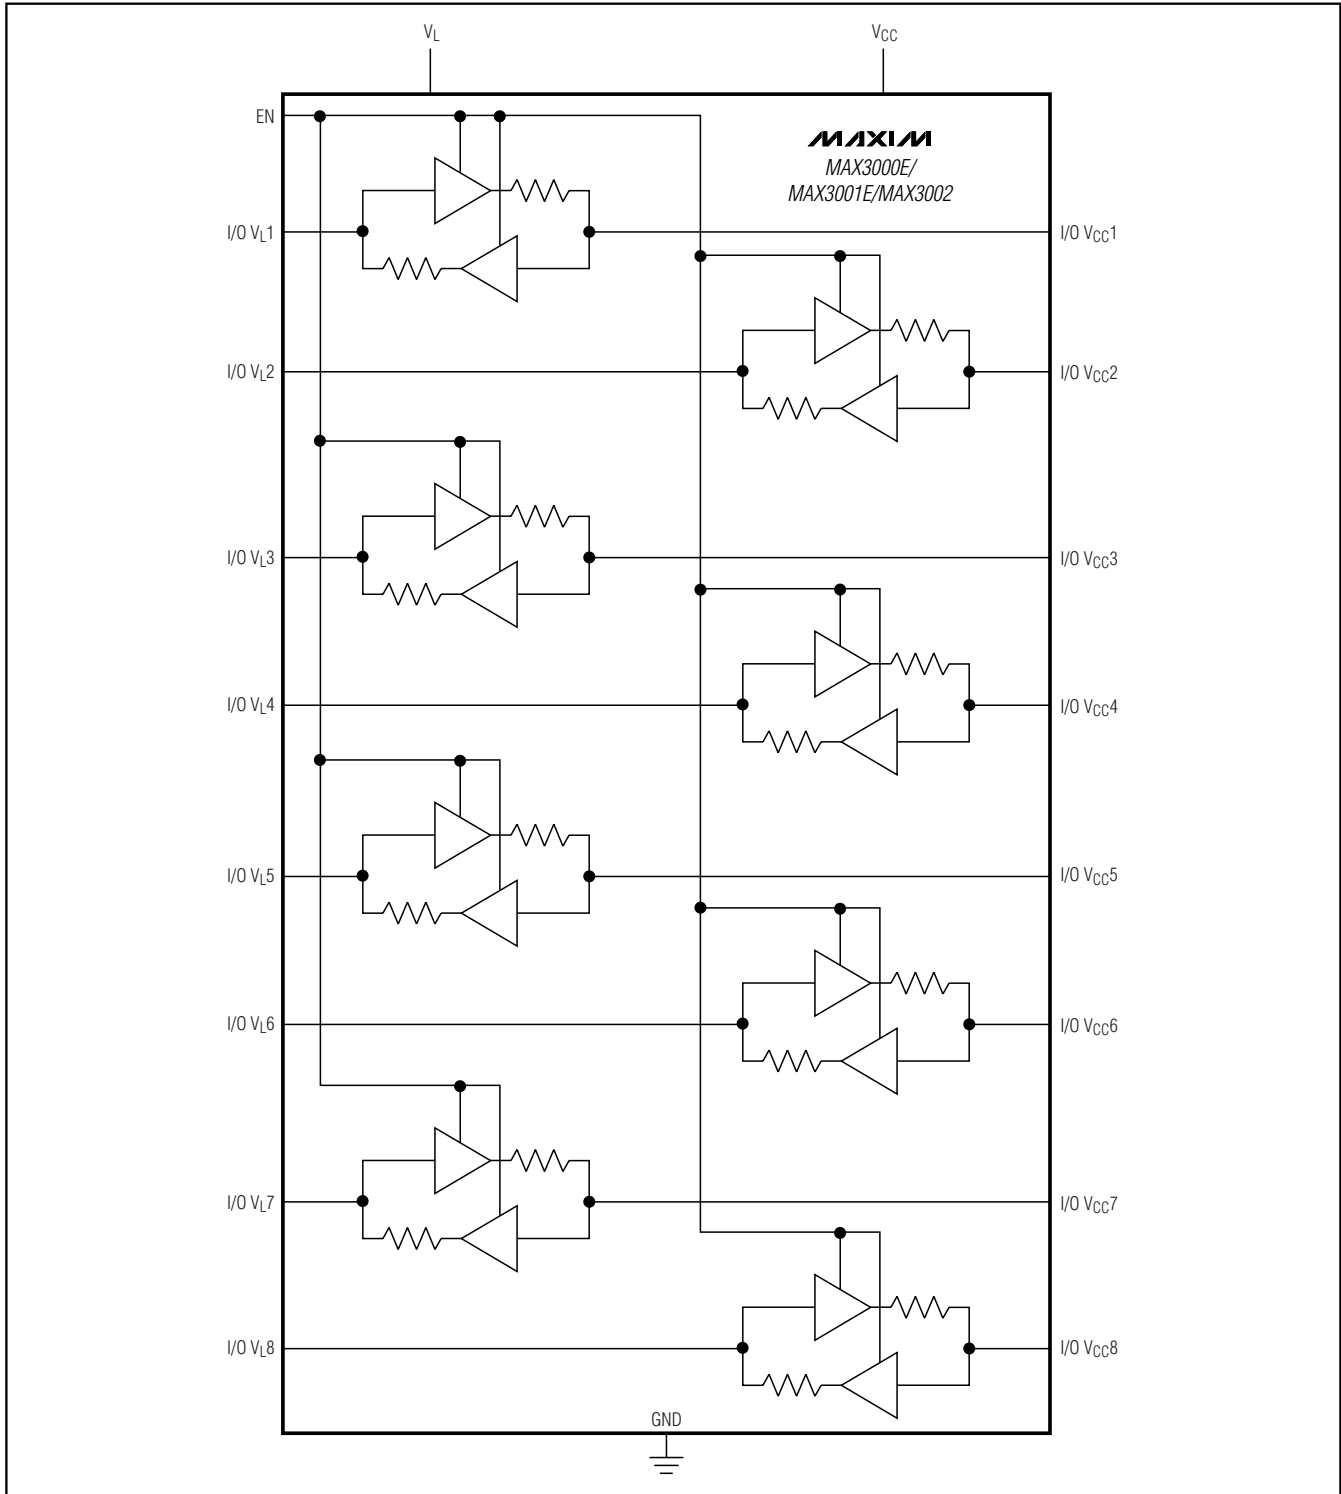 VL VCC
EN
MAXIM
MAX3000E/
MAX3001E/MAX3002
I/O VL1 I/O VCC1
I/O VL2 I/O VCC2
I/O VL3 I/O VCC3
I/O VL4 I/O VCC4
I/O VL5 I/O VCC5
I/O VL6 I/O VCC6
I/O VL7 I/O VCC7
I/O VL8 I/O VCC8
GND